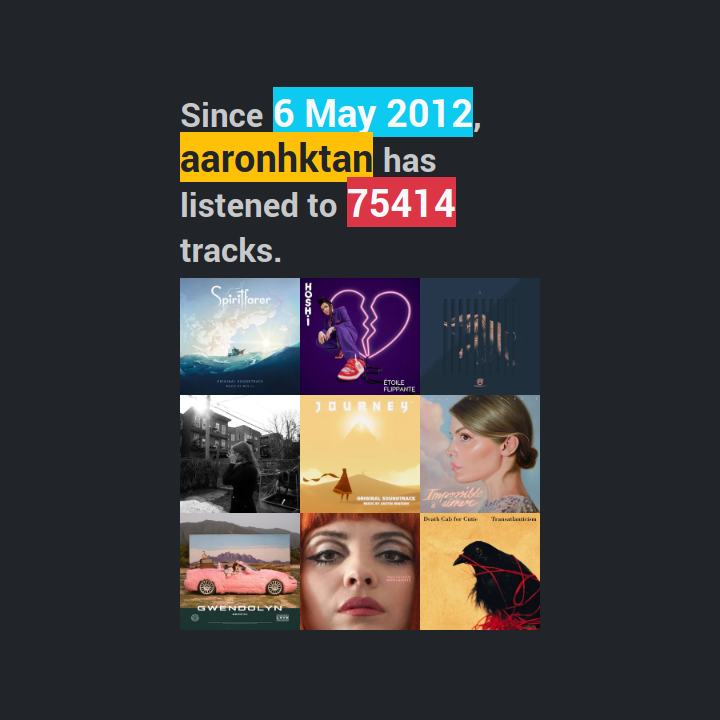 Since 6 May 2012,
aaronhktan has
listened to 75414
tracks.
Spiritfarer
ORIGINAL SOUNDTRACK
HOSHI
ÉTOILE
FLIPPANTE
JOURNEY
ORIGINAL SOUNDTRACK
MUSIC BY AUSTIN WINTORY
Impossible
à aimer
GWENDOLYN
Death Cab for Cutie Transatlanticism